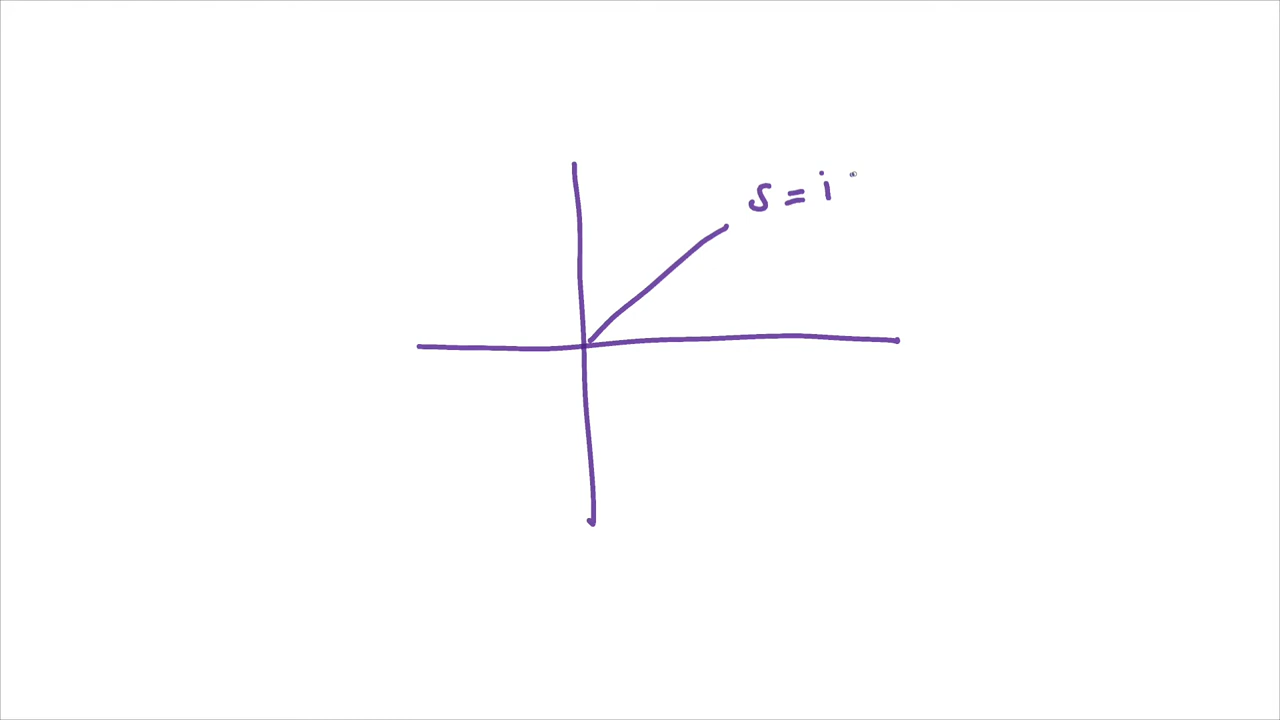 s = i